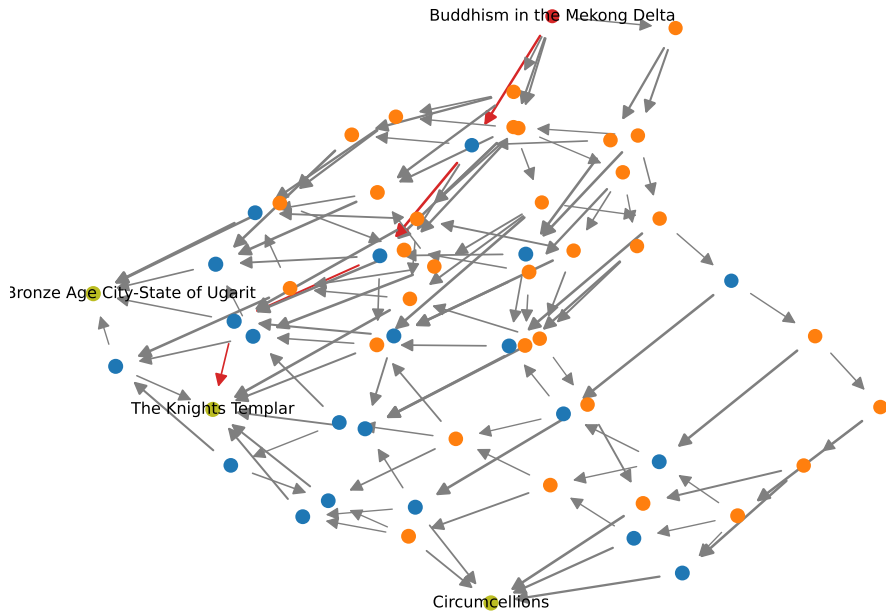 Buddhism in the Mekong Delta
Bronze Age City-State of Ugarit
The Knights Templar
Circumcellions